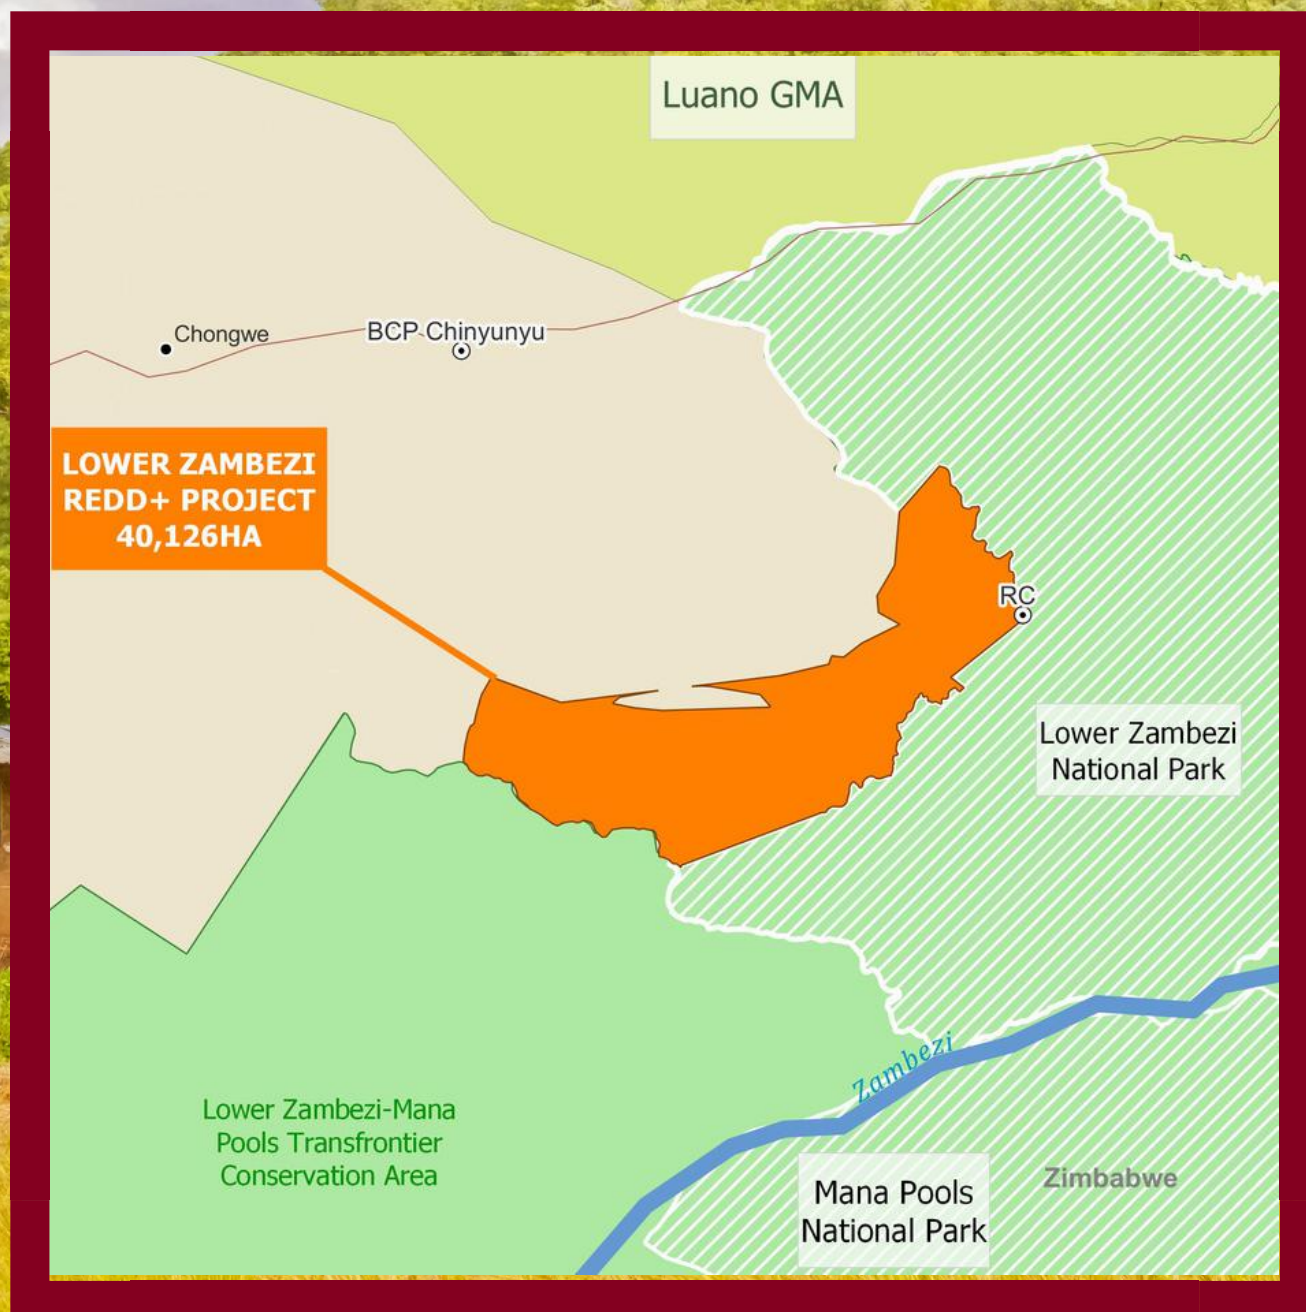 Luano GMA
Chongwe
BCP Chinyunyu
LOWER ZAMBEZI
REDD+ PROJECT
40,126HA
RC
Lower Zambezi
National Park
Zambezi
Lower Zambezi-Mana
Pools Transfrontier
Conservation Area
Mana Pools
National Park
Zimbabwe